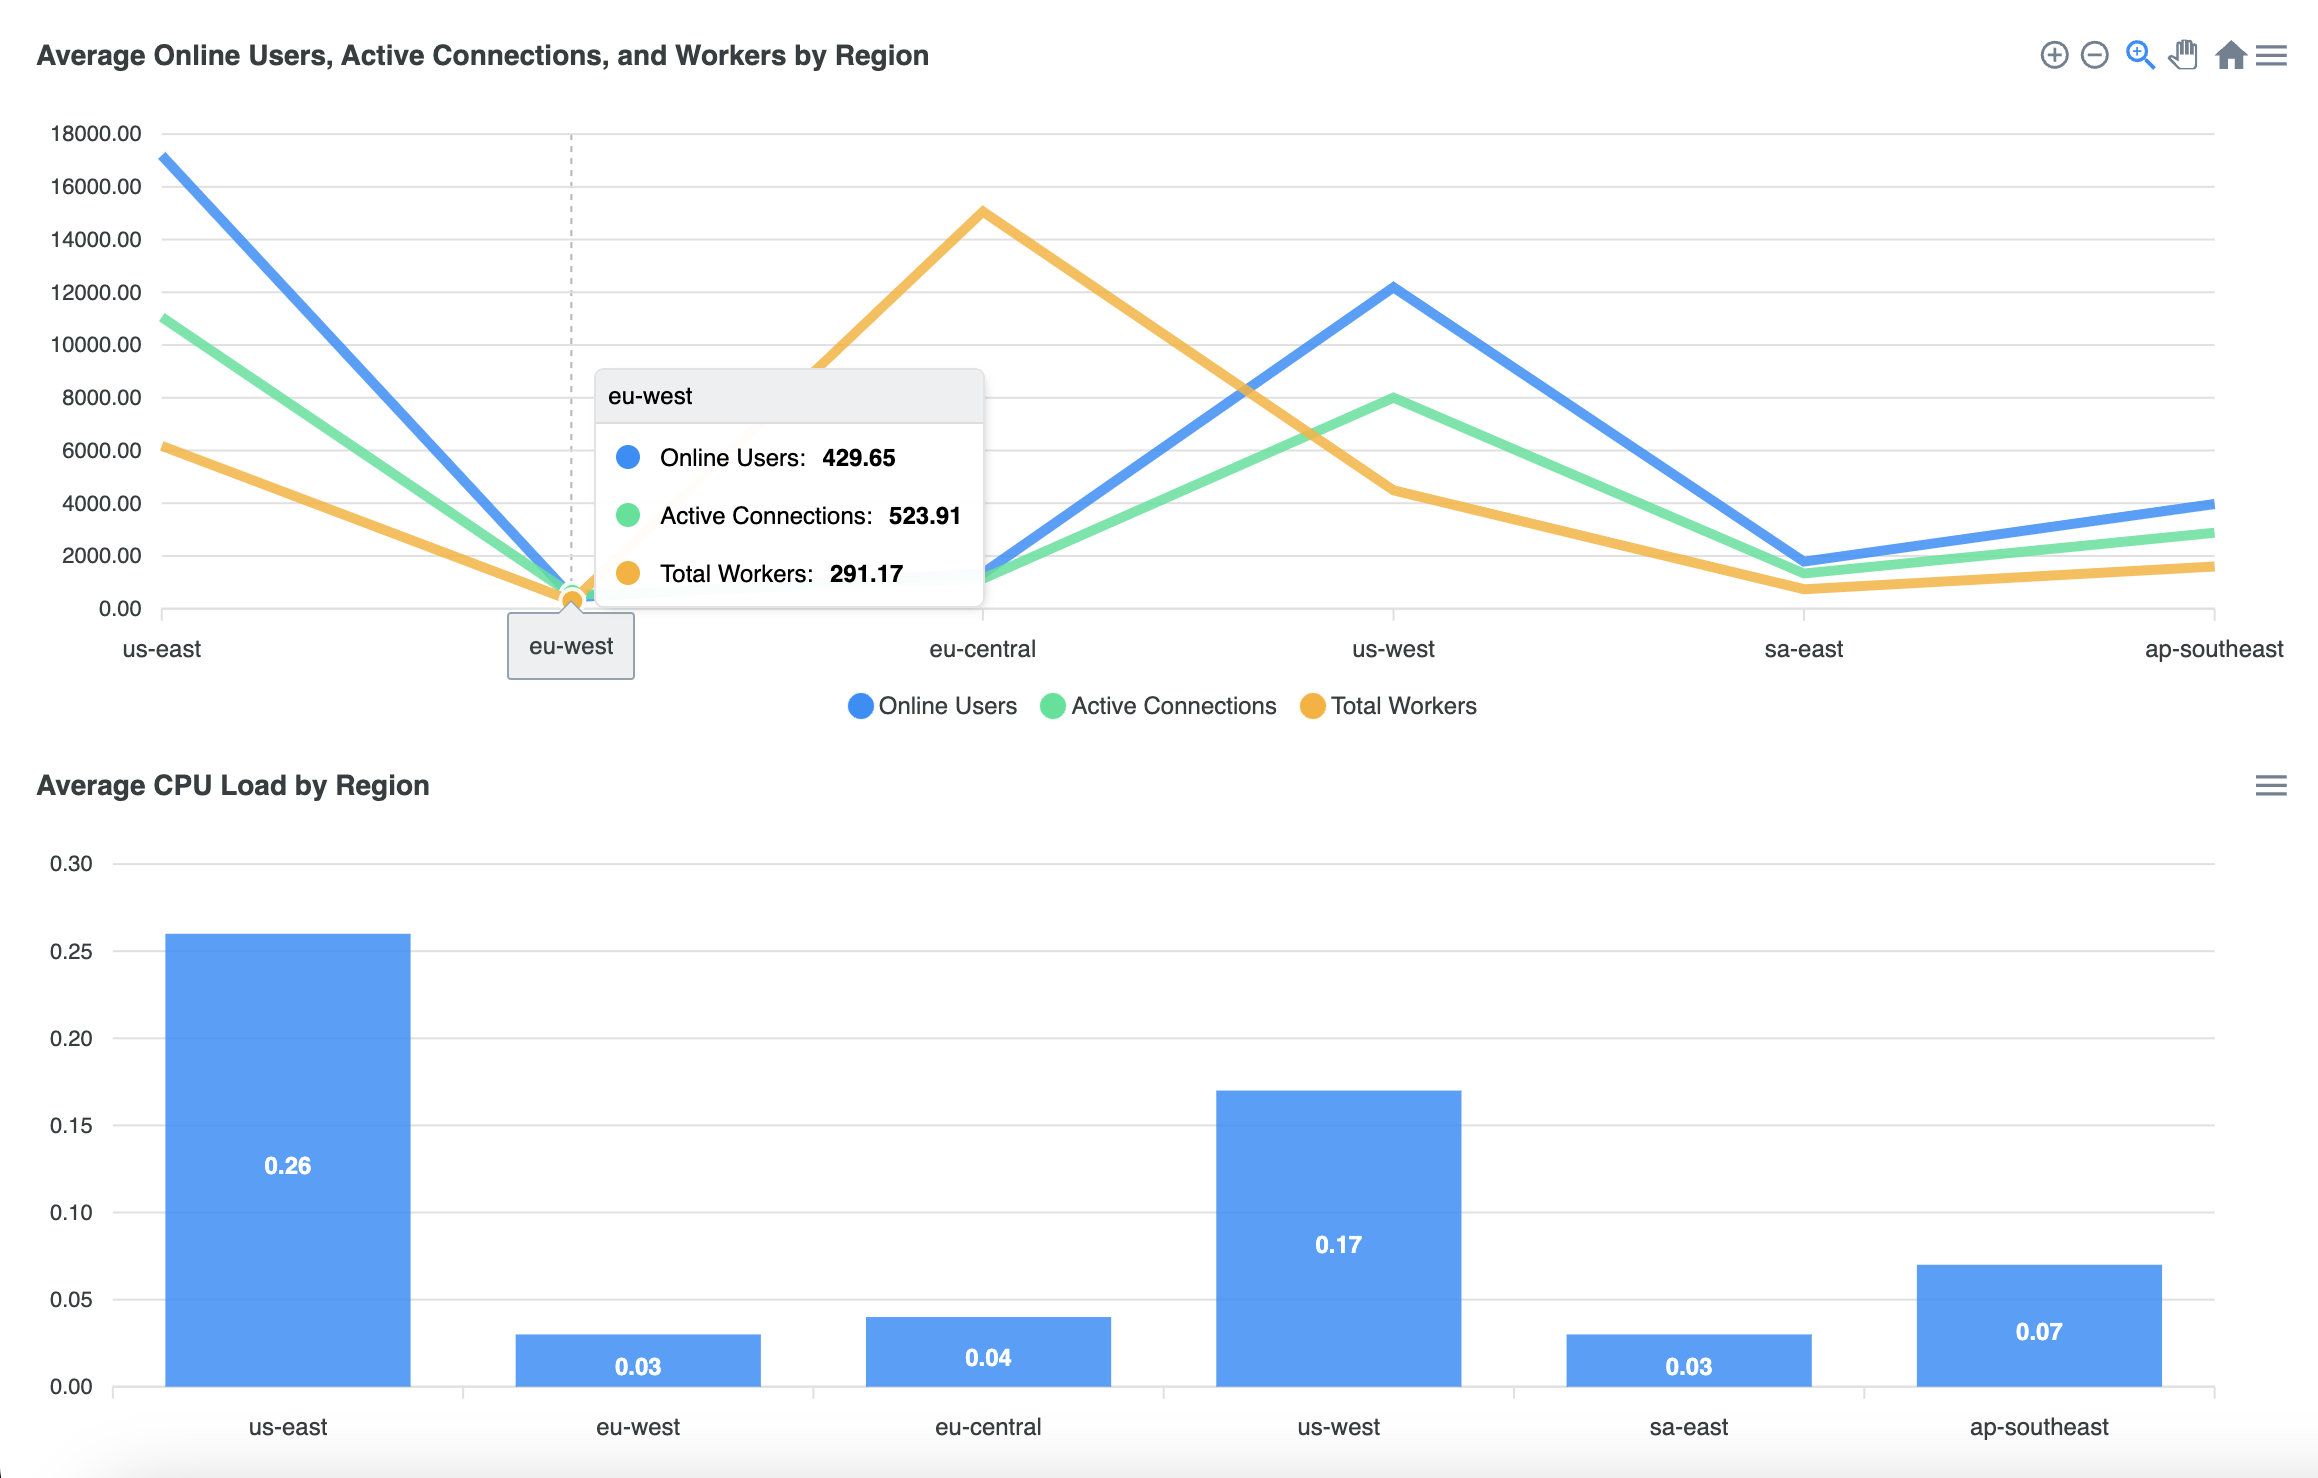 Average Online Users, Active Connections, and Workers by Region
18000.00
16000.00
14000.00
12000.00
10000.00
8000.00
6000.00
4000.00
2000.00
0.00
eu-west
Online Users: 429.65
Active Connections: 523.91
Total Workers: 291.17
us-east
eu-west
eu-central
us-west
sa-east
ap-southeast
Online Users
Active Connections
Total Workers
Average CPU Load by Region
0.30
0.25
0.20
0.15
0.10
0.05
0.00
0.26
0.03
0.04
0.17
0.03
0.07
us-east
eu-west
eu-central
us-west
sa-east
ap-southeast